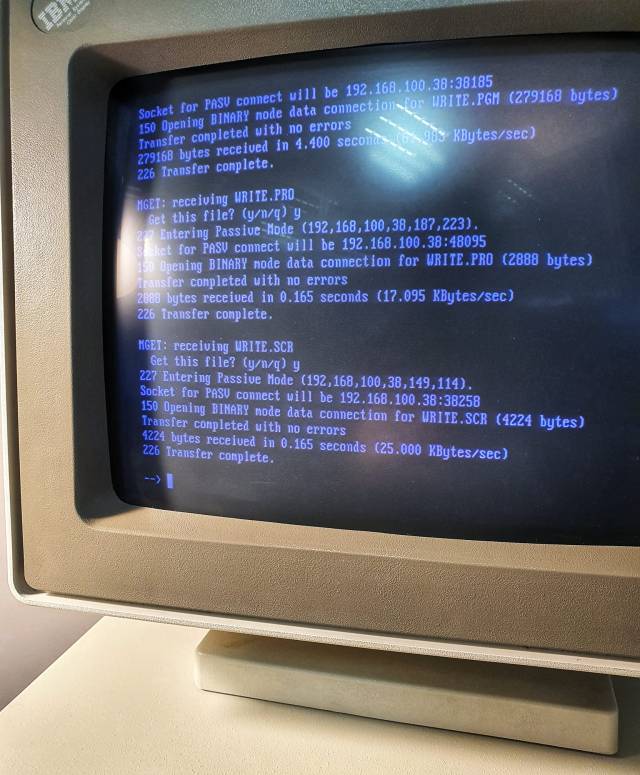 IBM
Socket for PASV connect will be 192.168.100.38:38185
150 Opening BINARY mode data connection for WRITE.PGM (279168 bytes)
Transfer completed with no errors
279168 bytes received in 4.400 seconds KBytes/sec)
226 Transfer complete.
MGET: receiving WRITE.PRO
Get this file? (y/n/q) y
227 Entering Passive Mode (192,168,100,38,187,223).
Socket for PASV connect will be 192.168.100.38:48095
150 Opening BINARY mode data connection for WRITE.PRO (2888 bytes)
Transfer completed with no errors
2888 bytes received in 0.165 seconds (17.095 KBytes/sec)
226 Transfer complete.
MGET: receiving WRITE.SCR
Get this file? (y/n/q) y
227 Entering Passive Mode (192,168,100,38,149,114).
Socket for PASV connect will be 192.168.100.38:38258
150 Opening BINARY mode data connection for WRITE.SCR (4224 bytes)
Transfer completed with no errors
4224 bytes received in 0.165 seconds (25.000 KBytes/sec)
226 Transfer complete.
-->